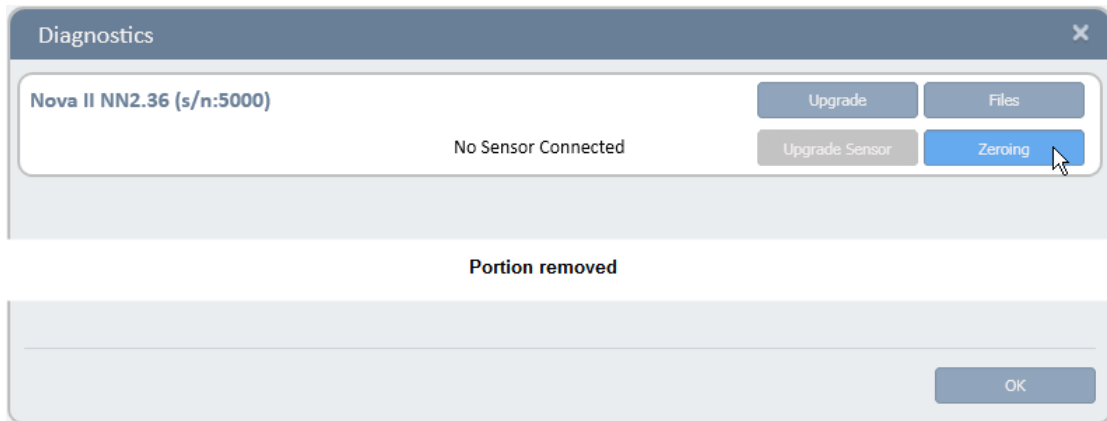 Diagnostics
Nova II NN2.36 (s/n:5000)
Upgrade
Files
No Sensor Connected
Upgrade Sensor
Zeroing
Portion removed
OK